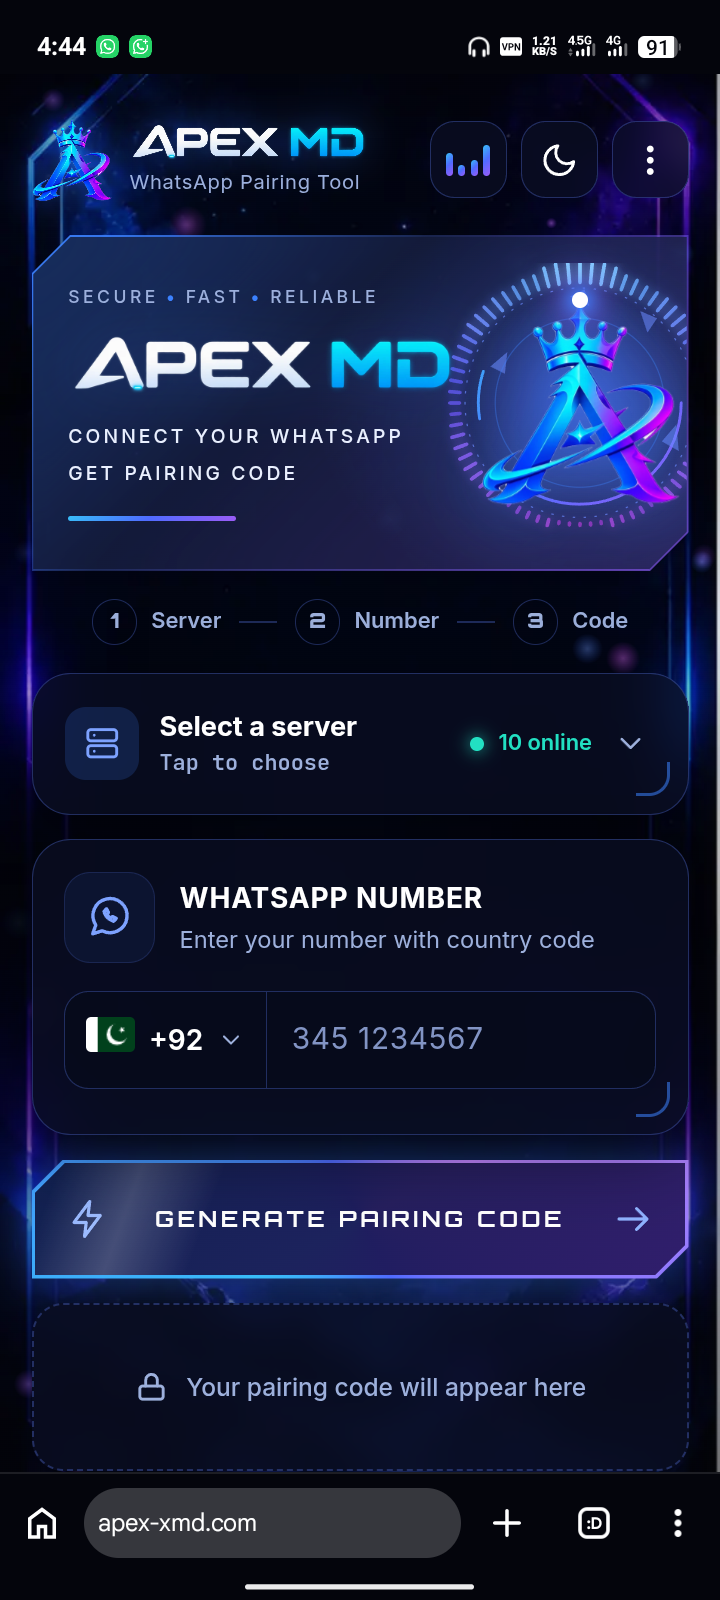 4:44
VPN
1.21
KB/S
4.5G
4G
91
APEX MD
WhatsApp Pairing Tool
SECURE • FAST • RELIABLE
APEX MD
CONNECT YOUR WHATSAPP
GET PAIRING CODE
1 Server
2 Number
3 Code
Select a server
Tap to choose
10 online
WHATSAPP NUMBER
Enter your number with country code
+92
345 1234567
GENERATE PAIRING CODE
Your pairing code will appear here
apex-xmd.com
:D